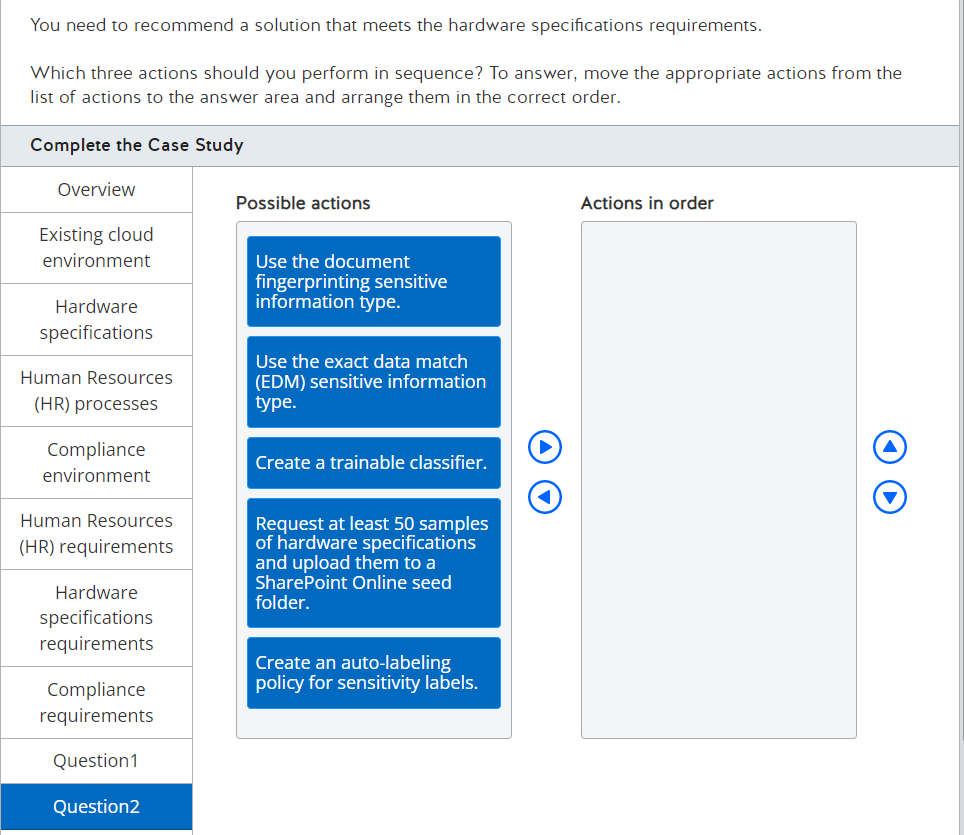 You need to recommend a solution that meets the hardware specifications requirements.
Which three actions should you perform in sequence? To answer, move the appropriate actions from the
list of actions to the answer area and arrange them in the correct order.
Complete the Case Study
Overview
Existing cloud
environment
Hardware
specifications
Human Resources
(HR) processes
Compliance
environment
Human Resources
(HR) requirements
Hardware
specifications
requirements
Compliance
requirements
Question1
Question2
Possible actions
Use the document
fingerprinting sensitive
information type.
Use the exact data match
(EDM) sensitive information
type.
Create a trainable classifier.
Request at least 50 samples
of hardware specifications
and upload them to a
SharePoint Online seed
folder.
Create an auto-labeling
policy for sensitivity labels.
Actions in order